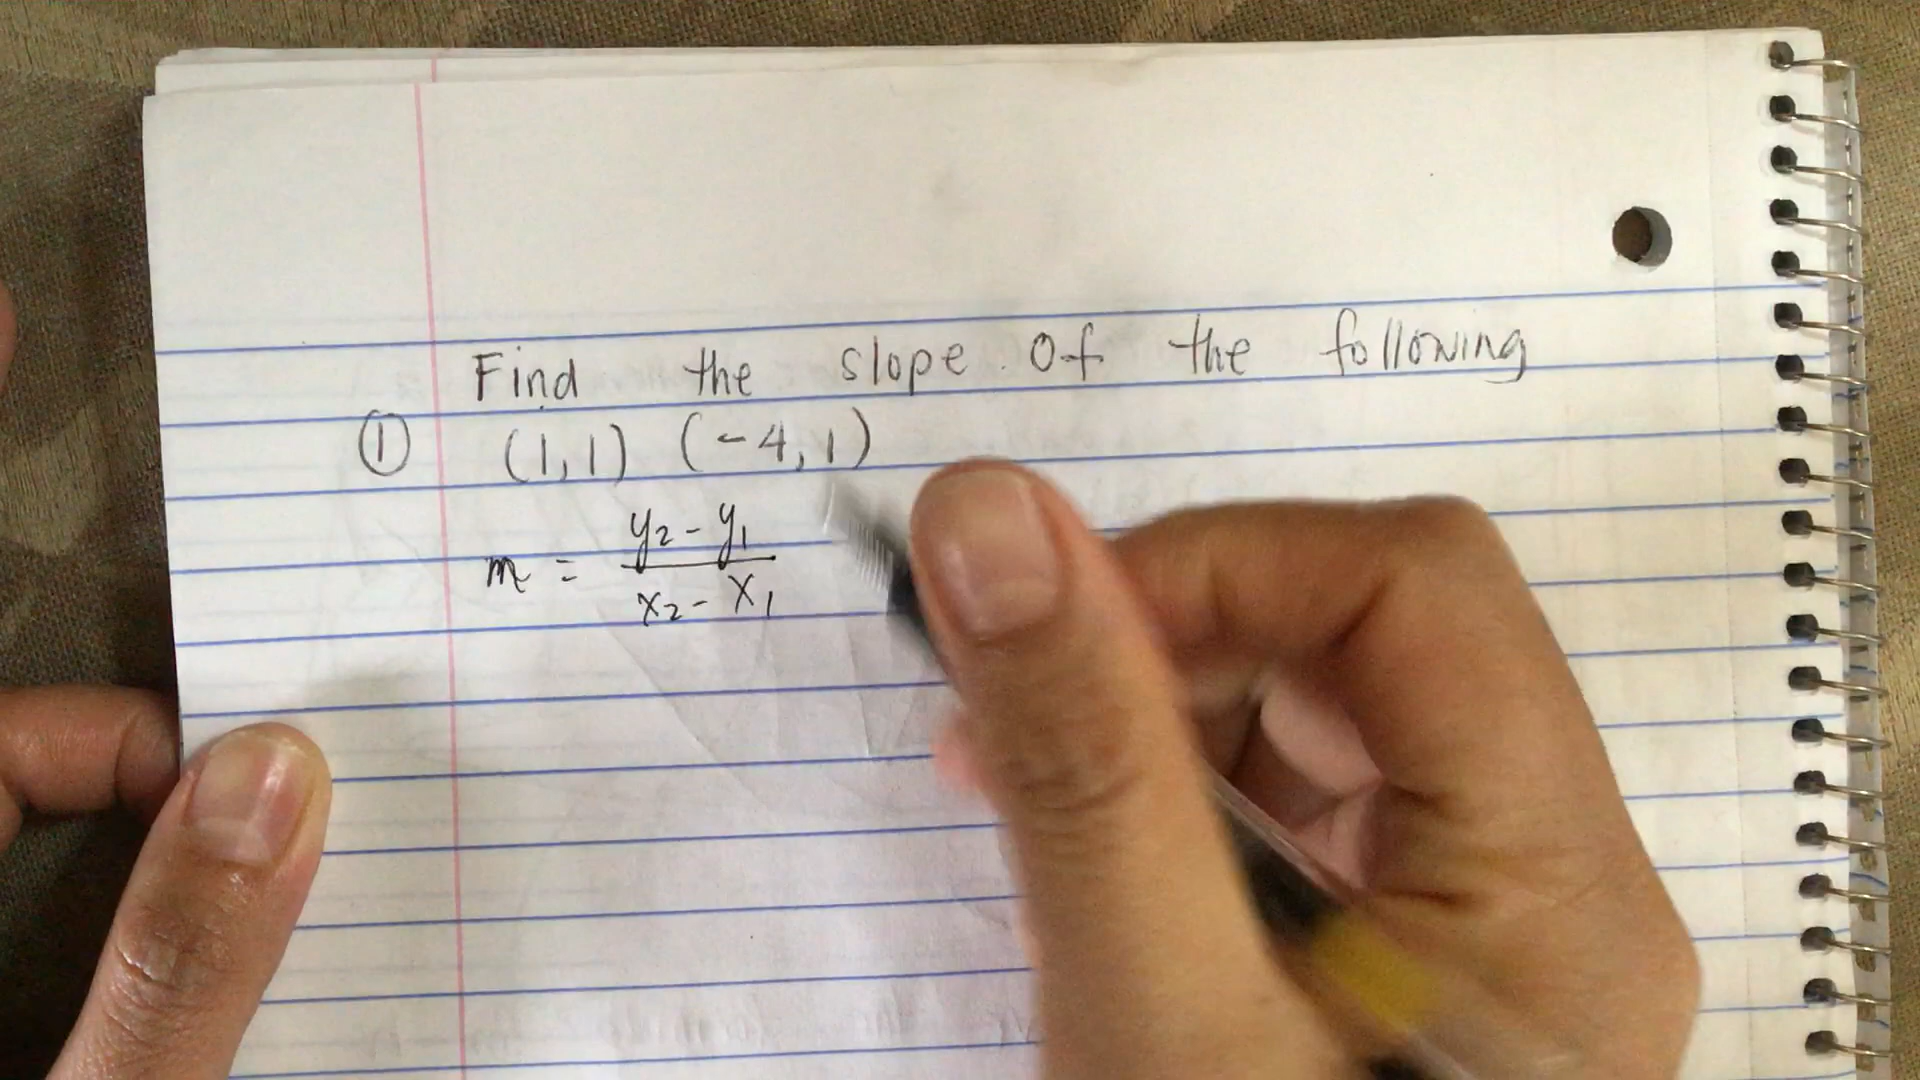 Find the slope of the following
① (1,1) (-4,1)
m = y₂ - y₁ / x₂ - x₁